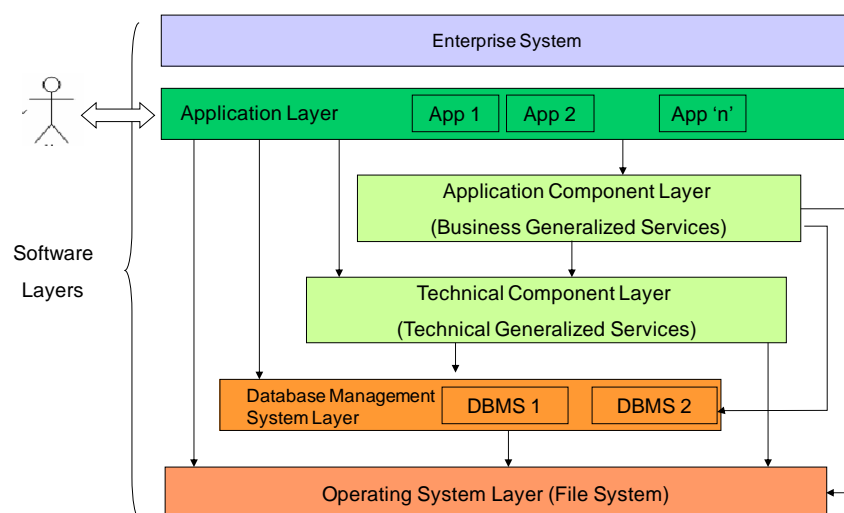 Enterprise System
Application Layer
App 1
App 2
App ‘n’
Application Component Layer
(Business Generalized Services)
Software
Layers
Technical Component Layer
(Technical Generalized Services)
Database Management
System Layer
DBMS 1
DBMS 2
Operating System Layer (File System)